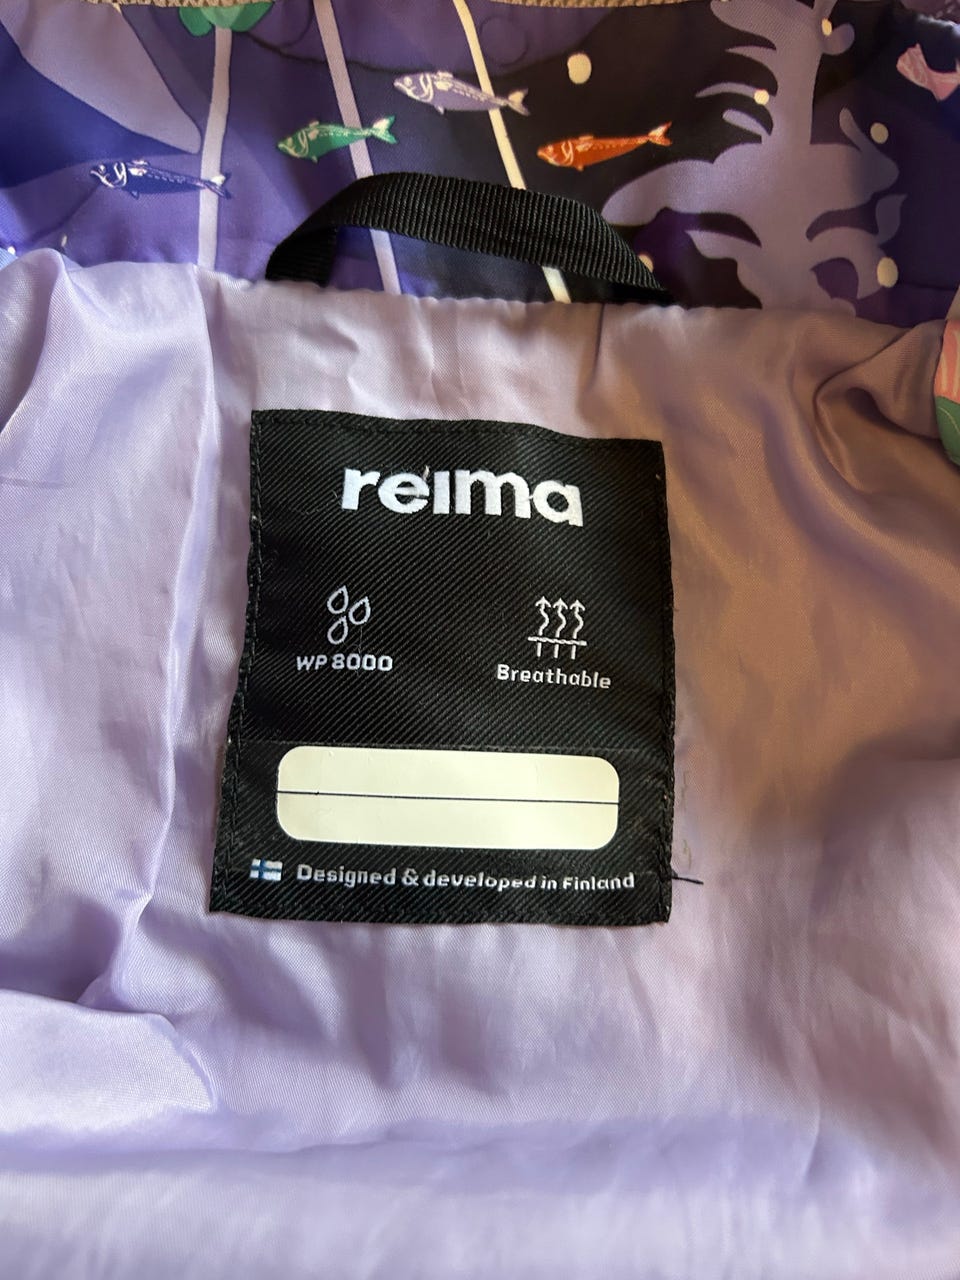 reima
WP 8000
Breathable
Designed & developed in Finland